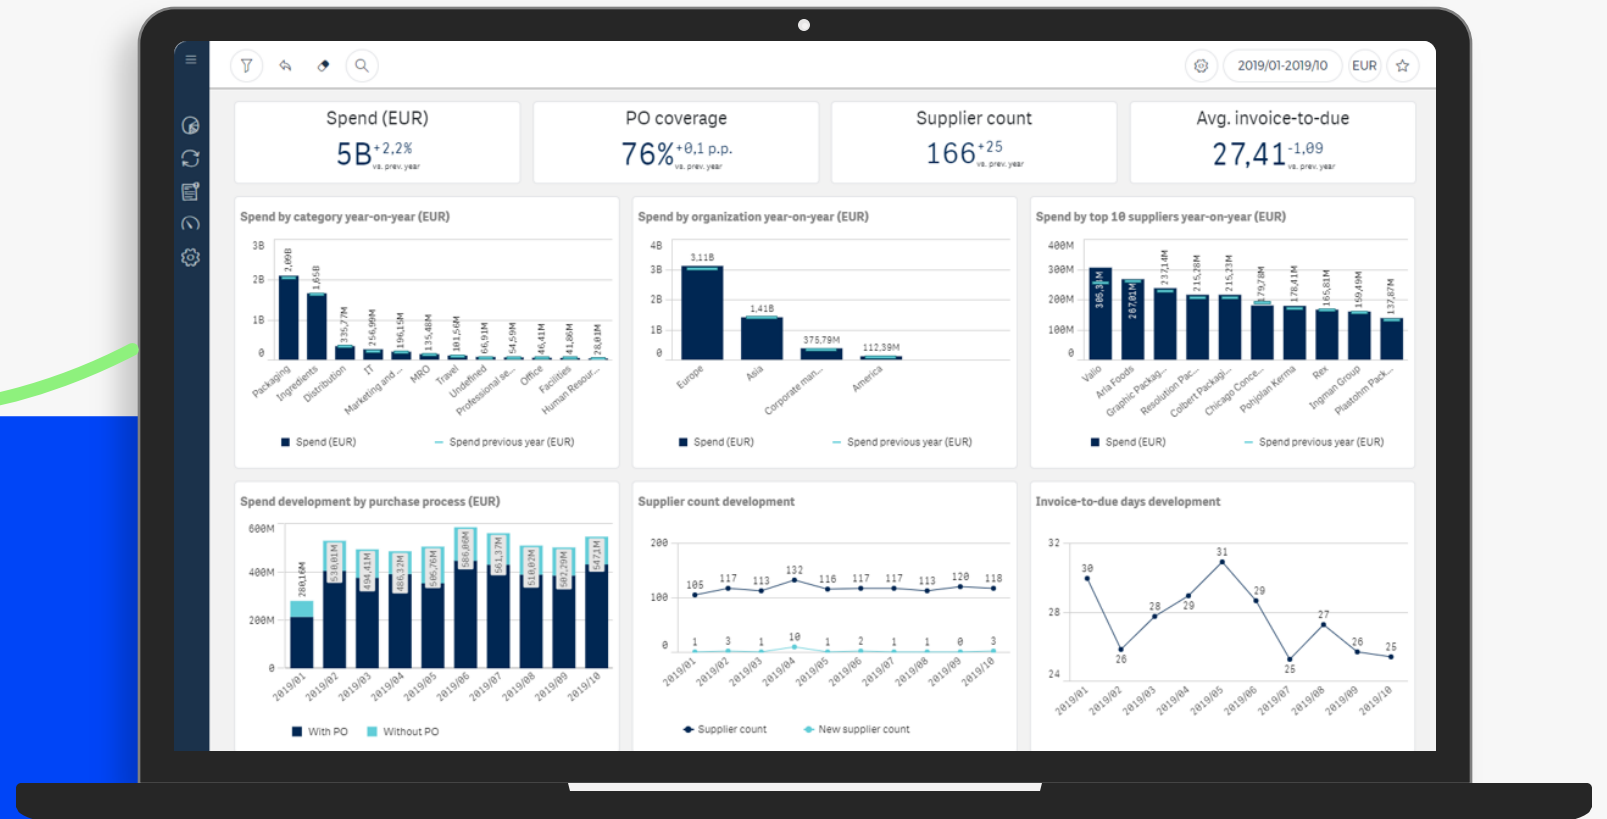 2019/01-2019/10
EUR
Spend (EUR)
5B +2,2%
vs. prev. year
PO coverage
76% +0,1 p.p.
vs. prev. year
Supplier count
166 +25
vs. prev. year
Avg. invoice-to-due
27,41 -1,09
vs. prev. year
Spend by category year-on-year (EUR)
3B
2B
1B
0
2,09B
1,65B
335,77M
256,99M
196,15M
135,48M
101,56M
66,91M
54,59M
46,41M
41,86M
28,01M
Packaging
Ingredients
Distribution
IT
Marketing and ...
MRO
Travel
Undefined
Professional se...
Office
Facilities
Human Resour...
Spend (EUR)
Spend previous year (EUR)
Spend by organization year-on-year (EUR)
4B
3B
2B
1B
0
3,11B
1,41B
375,79M
112,39M
Europe
Asia
Corporate man...
America
Spend (EUR)
Spend previous year (EUR)
Spend by top 10 suppliers year-on-year (EUR)
400M
300M
200M
100M
0
267,01M
237,14M
215,28M
215,23M
179,78M
178,41M
165,81M
159,49M
137,87M
Valio
Arla Foods
Graphic Packag...
Resolution Pac...
Colbert Packagi...
Chicago Conce...
Pohjolan Kerma
Rex
Ingman Group
Plastohm Pack...
Spend (EUR)
Spend previous year (EUR)
Spend development by purchase process (EUR)
600M
400M
200M
0
280,16M
530,01M
494,41M
486,32M
505,76M
586,06M
561,37M
510,02M
502,29M
547,1M
2019/01
2019/02
2019/03
2019/04
2019/05
2019/06
2019/07
2019/08
2019/09
2019/10
With PO
Without PO
Supplier count development
200
100
0
105
117
113
132
116
117
117
113
120
118
1
3
1
10
1
2
1
1
0
3
2019/01
2019/02
2019/03
2019/04
2019/05
2019/06
2019/07
2019/08
2019/09
2019/10
Supplier count
New supplier count
Invoice-to-due days development
32
28
24
30
26
28
29
31
29
25
27
26
25
2019/01
2019/02
2019/03
2019/04
2019/05
2019/06
2019/07
2019/08
2019/09
2019/10